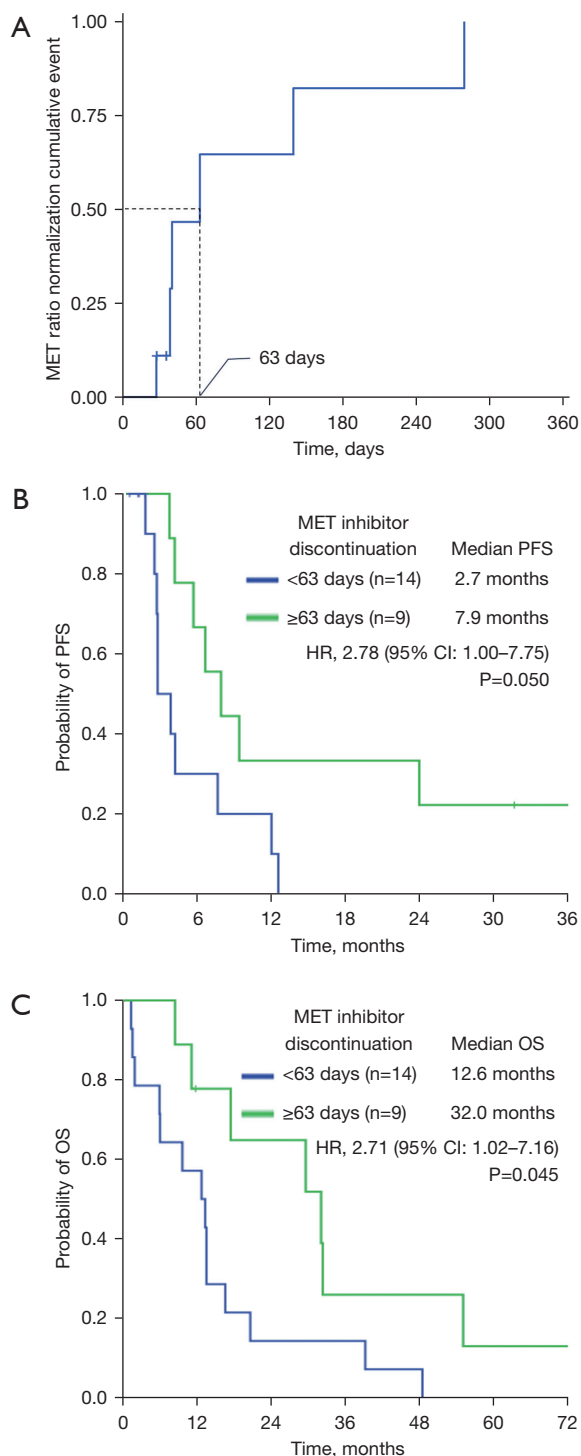 A
MET ratio normalization cumulative event
1.00
0.75
0.50
0.25
0.00
63 days
0 60 120 180 240 300 360
Time, days
B
Probability of PFS
1.0
0.8
0.6
0.4
0.2
0.0
MET inhibitor
discontinuation Median PFS
<63 days (n=14) 2.7 months
≥63 days (n=9) 7.9 months
HR, 2.78 (95% CI: 1.00–7.75)
P=0.050
0 6 12 18 24 30 36
Time, months
C
Probability of OS
1.0
0.8
0.6
0.4
0.2
0.0
MET inhibitor
discontinuation Median OS
<63 days (n=14) 12.6 months
≥63 days (n=9) 32.0 months
HR, 2.71 (95% CI: 1.02–7.16)
P=0.045
0 12 24 36 48 60 72
Time, months